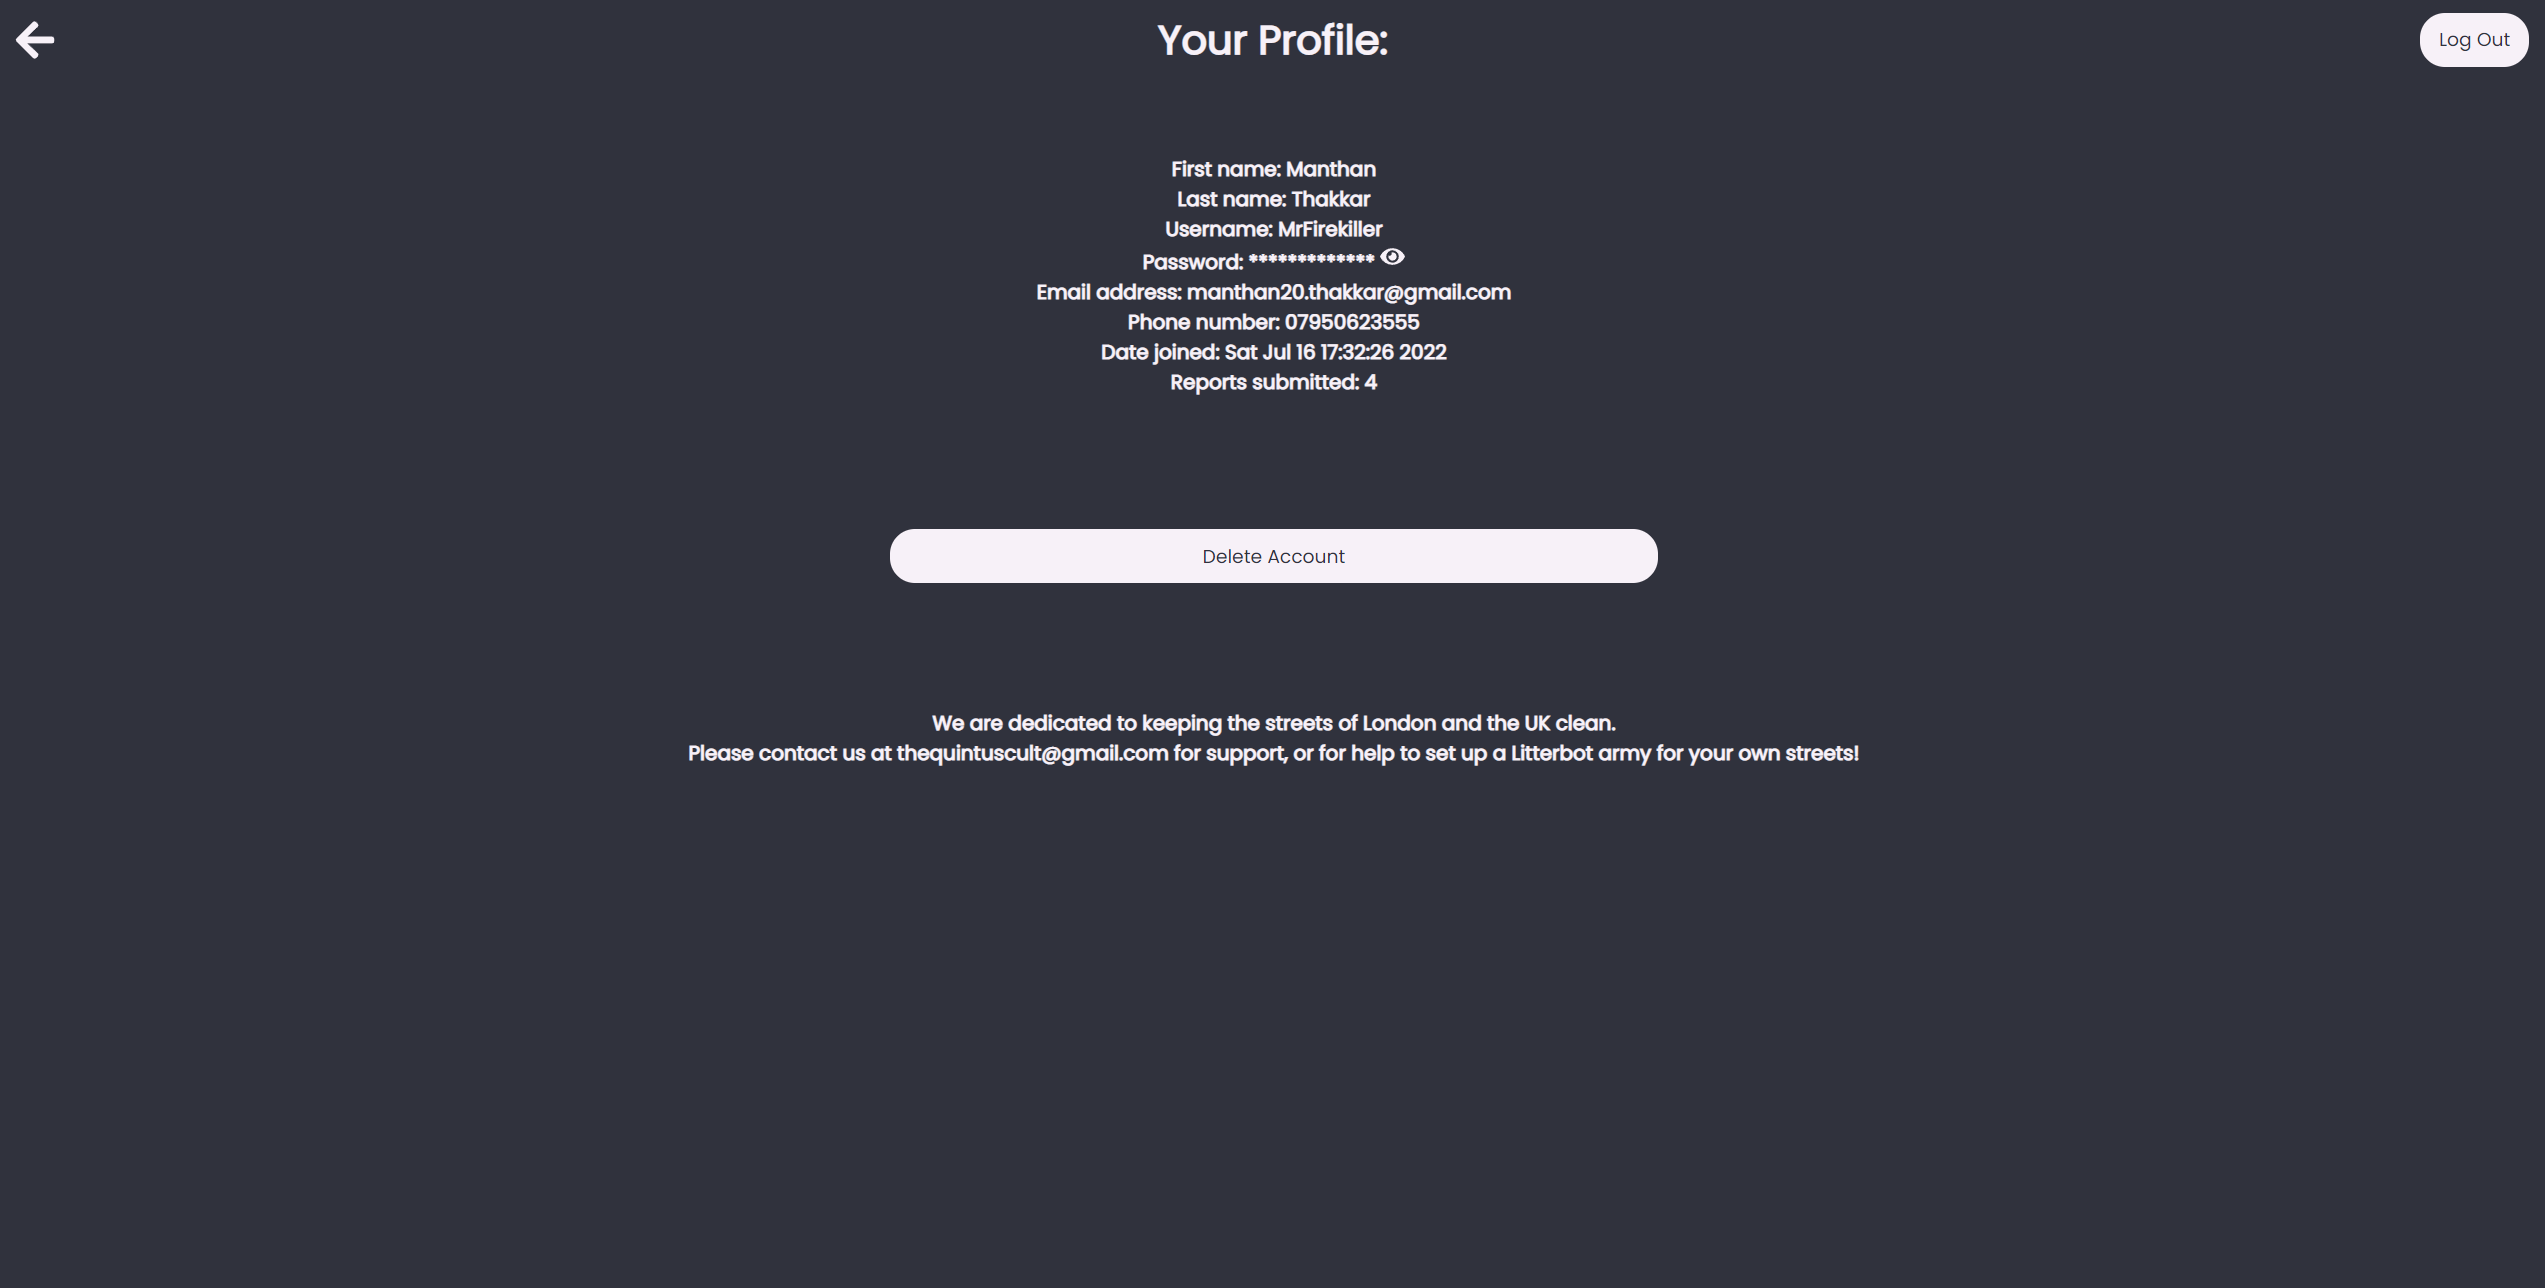 Your Profile:
Log Out
First name: Manthan
Last name: Thakkar
Username: MrFirekiller
Password: *************
Email address: manthan20.thakkar@gmail.com
Phone number: 07950623555
Date joined: Sat Jul 16 17:32:26 2022
Reports submitted: 4
Delete Account
We are dedicated to keeping the streets of London and the UK clean.
Please contact us at thequintuscult@gmail.com for support, or for help to set up a Litterbot army for your own streets!